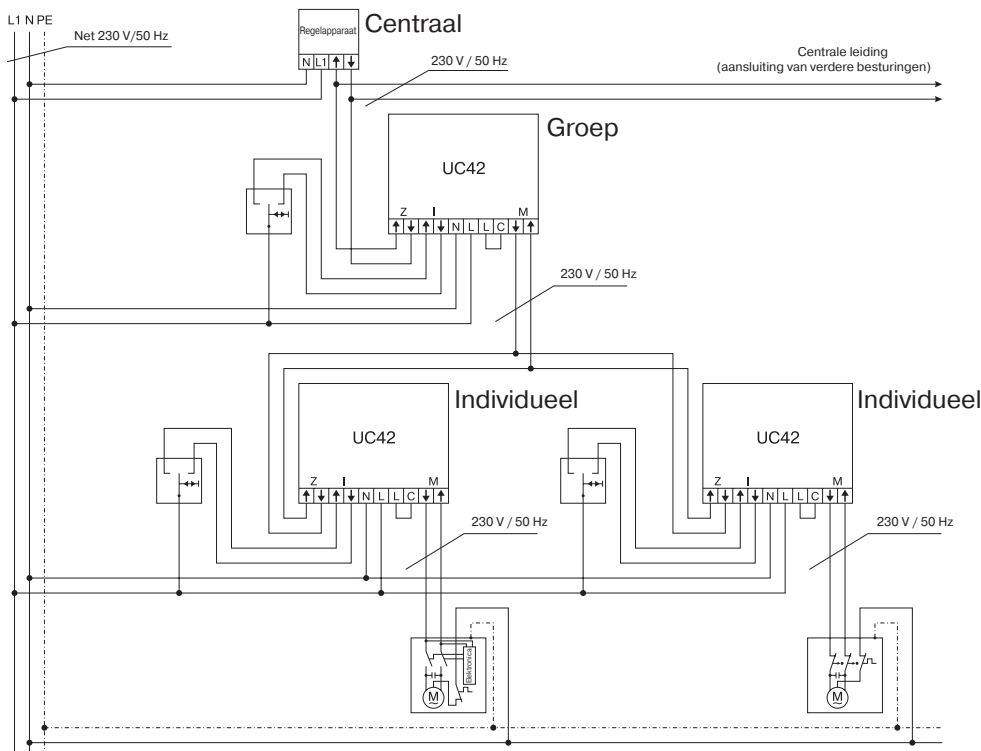 L1 N PE
Net 230 V/50 Hz
Regelapparaat
Centraal
N L1 ↑ ↓
230 V / 50 Hz
Centrale leiding
(aansluiting van verdere besturingen)
Groep
UC42
Z I M
↑ ↓ ↑ ↓ N L L C ↓ ↑
230 V / 50 Hz
Individueel
UC42
Z I M
↑ ↓ ↑ ↓ N L L C ↓ ↑
230 V / 50 Hz
Individueel
UC42
Z I M
↑ ↓ ↑ ↓ N L L C ↓ ↑
230 V / 50 Hz
Elektronica
M
M